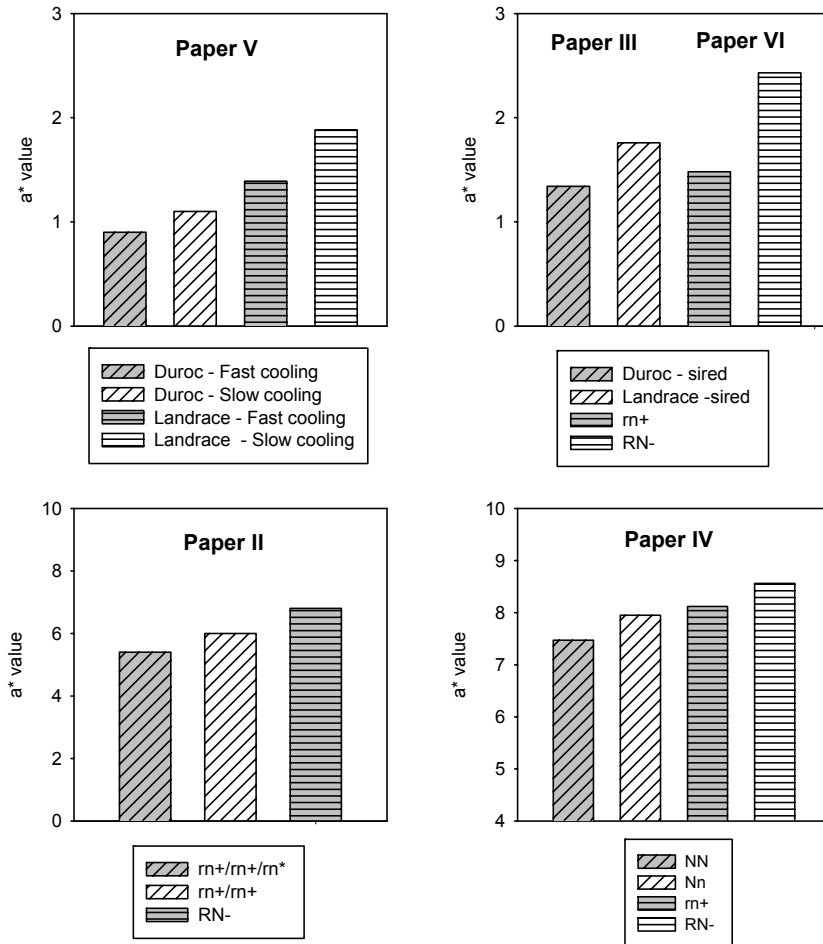 Paper V
a* value
3
2
1
0
Duroc - Fast cooling
Duroc - Slow cooling
Landrace - Fast cooling
Landrace - Slow cooling
Paper III Paper VI
a* value
3
2
1
0
Duroc - sired
Landrace -sired
rn+
RN-
Paper II
a* value
10
8
6
4
2
0
rn+/rn+/rn*
rn+/rn+
RN-
Paper IV
a* value
10
9
8
7
6
5
4
NN
Nn
rn+
RN-